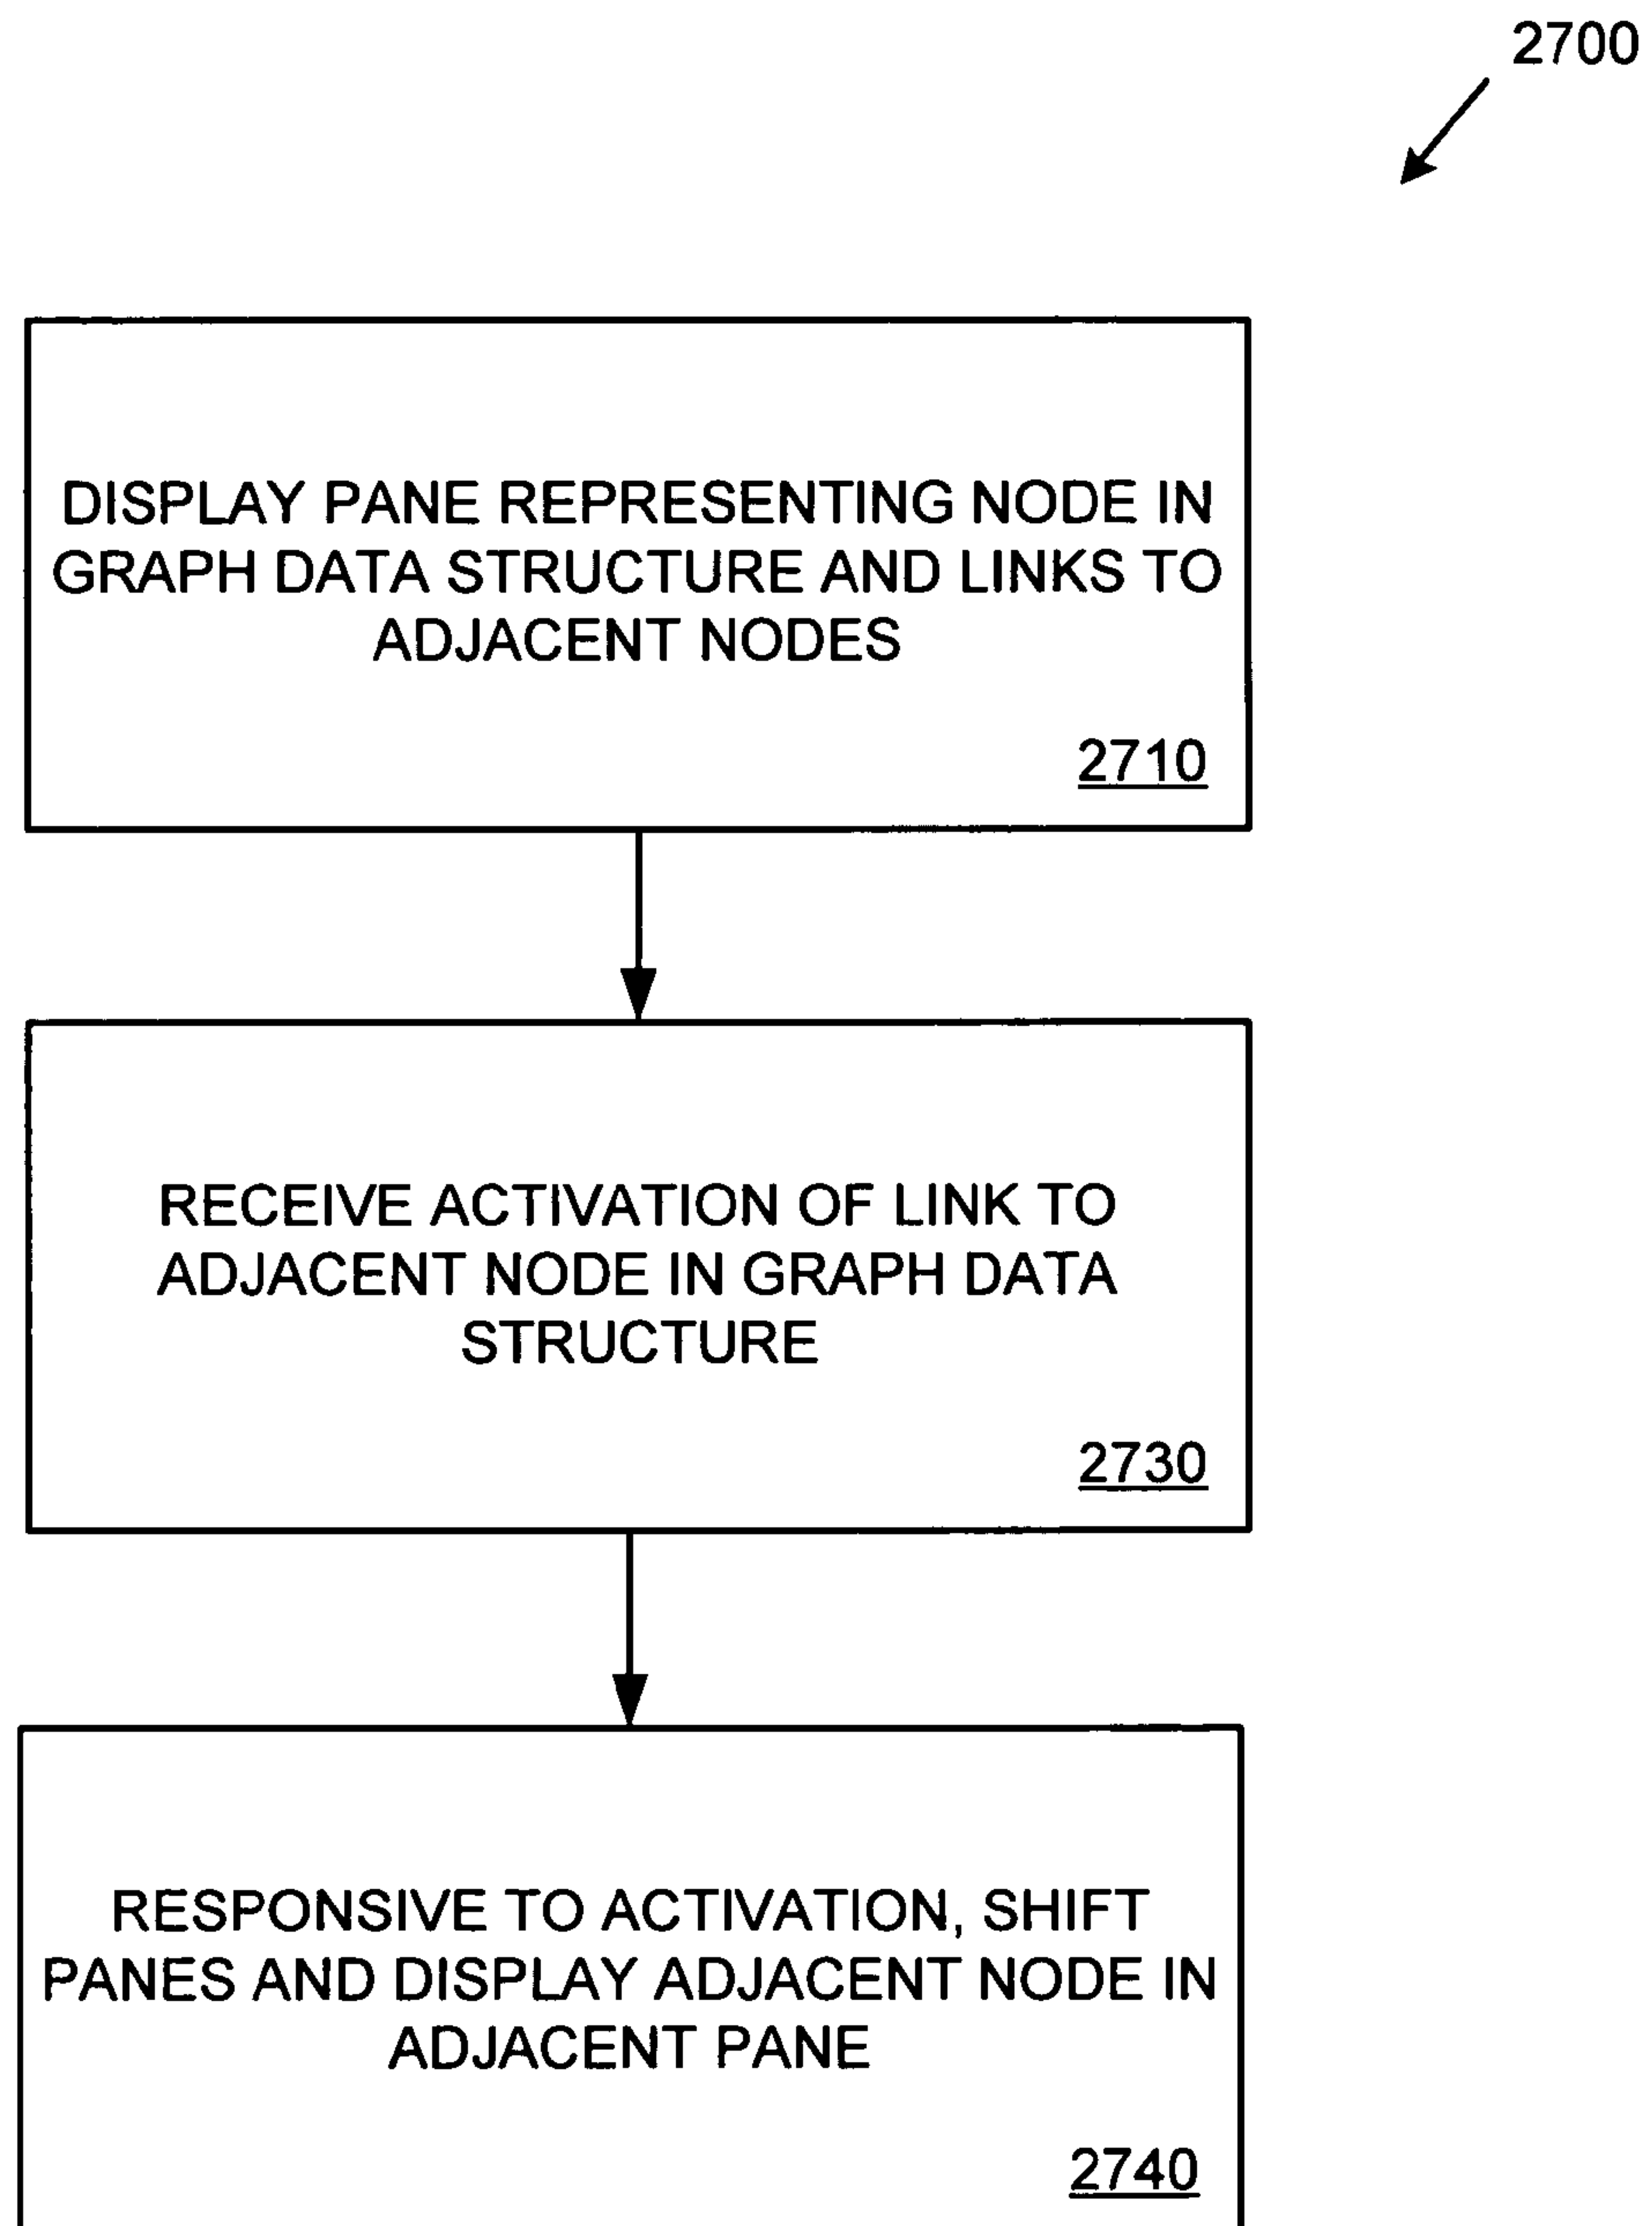 2700
DISPLAY PANE REPRESENTING NODE IN
GRAPH DATA STRUCTURE AND LINKS TO
ADJACENT NODES
2710
RECEIVE ACTIVATION OF LINK TO
ADJACENT NODE IN GRAPH DATA
STRUCTURE
2730
RESPONSIVE TO ACTIVATION, SHIFT
PANES AND DISPLAY ADJACENT NODE IN
ADJACENT PANE
2740